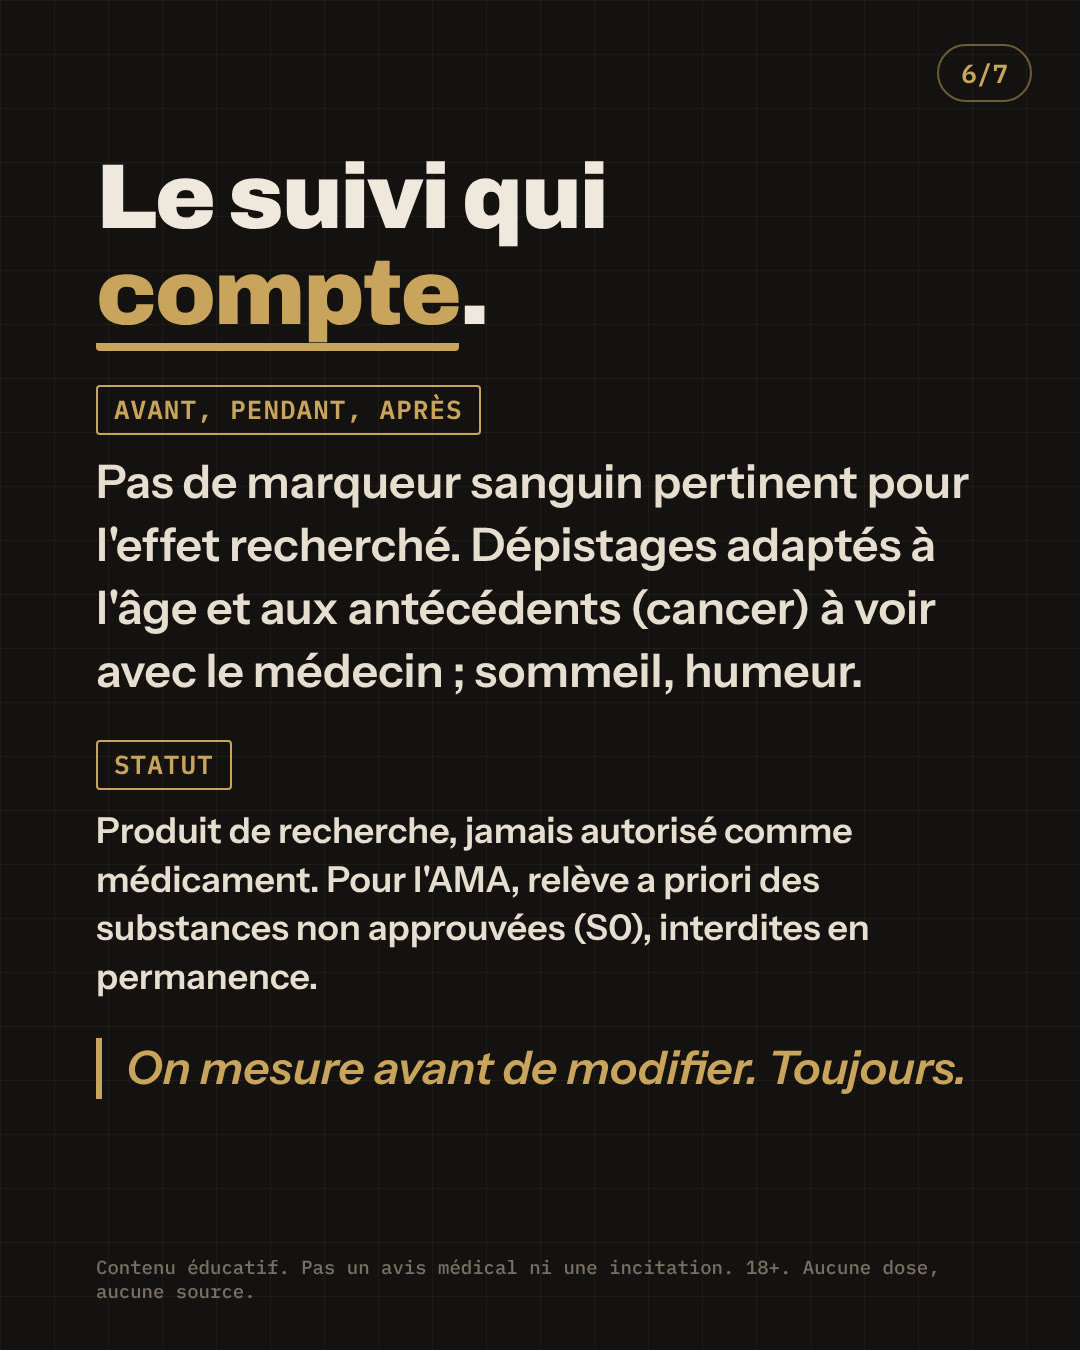 6/7
Le suivi qui
compte.
AVANT, PENDANT, APRÈS
Pas de marqueur sanguin pertinent pour
l'effet recherché. Dépistages adaptés à
l'âge et aux antécédents (cancer) à voir
avec le médecin ; sommeil, humeur.
STATUT
Produit de recherche, jamais autorisé comme
médicament. Pour l'AMA, relève a priori des
substances non approuvées (S0), interdites en
permanence.
On mesure avant de modifier. Toujours.
Contenu éducatif. Pas un avis médical ni une incitation. 18+. Aucune dose,
aucune source.